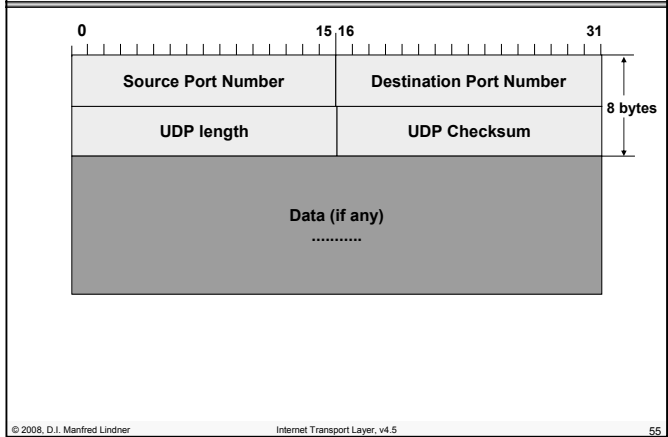 0 15 16 31
Source Port Number Destination Port Number
8 bytes
UDP length UDP Checksum
Data (if any)
...........
© 2008, D.I. Manfred Lindner Internet Transport Layer, v4.5 55